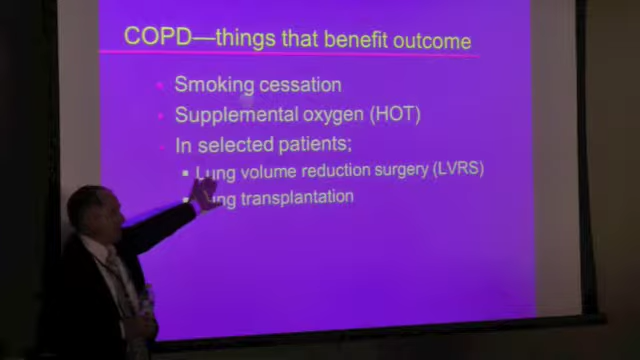 COPD—things that benefit outcome
Smoking cessation
Supplemental oxygen (HOT)
In selected patients;
Lung volume reduction surgery (LVRS)
Lung transplantation